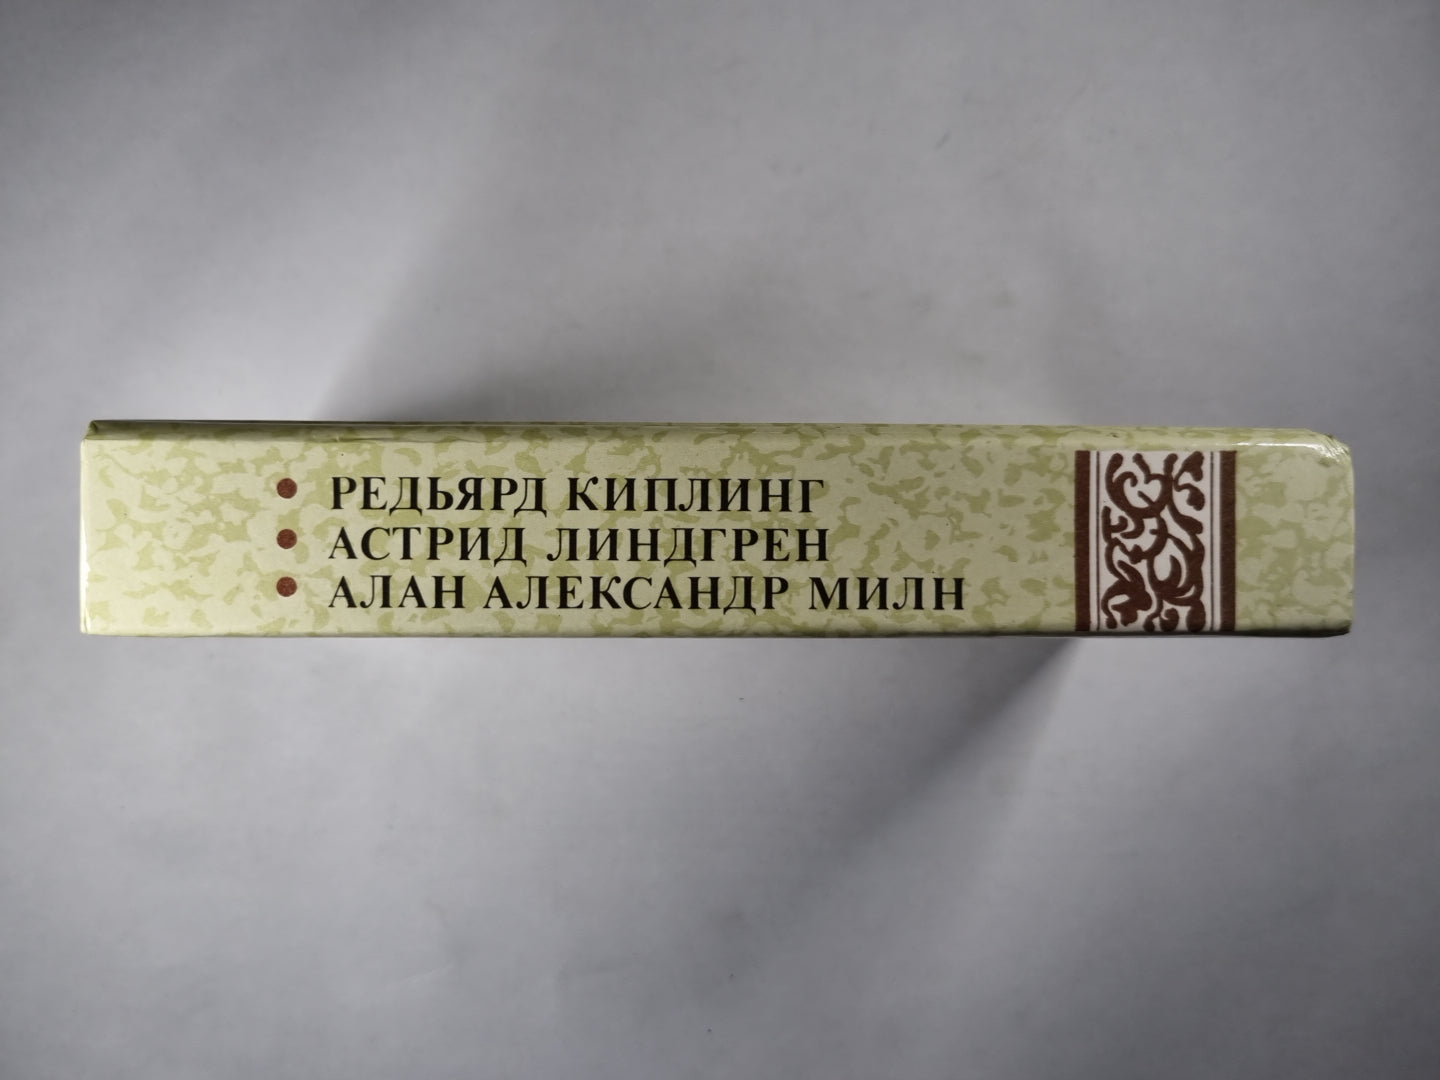 • РЕДЬЯРД КИПЛИНГ
• АСТРИД ЛИНДГРЕН
• АЛАН АЛЕКСАНДР МИЛН